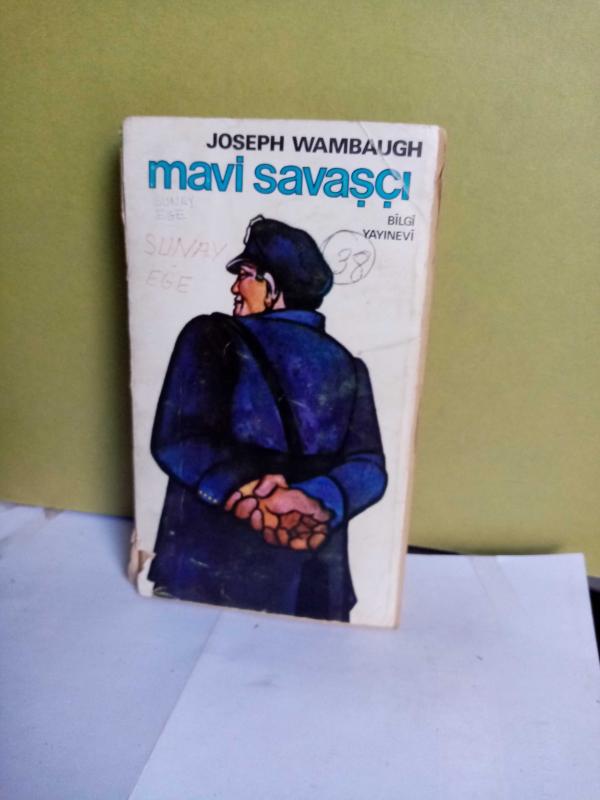 JOSEPH WAMBAUGH
mavi savaşçı
BİLGİ
YAYINEVİ
SUNAY
EGE
SUNAY
EGE
38